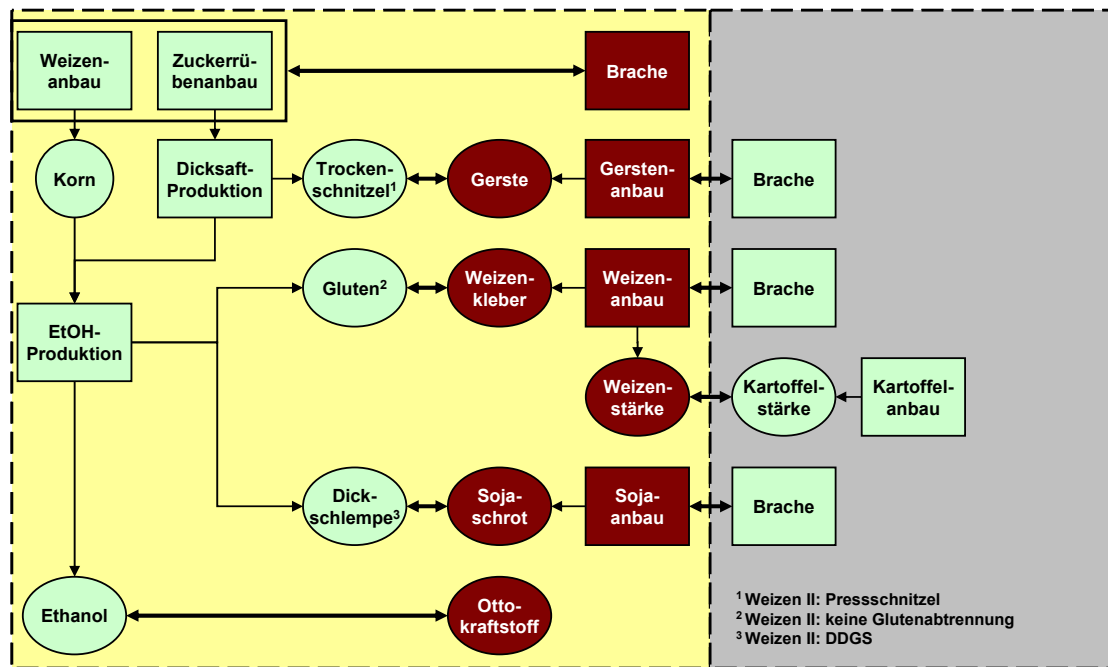 Weizen-
anbau
Zuckerrü-
benanbau
Brache
Korn
Dicksaft-
Produktion
Trocken-
schnitzel¹
Gerste
Gersten-
anbau
Brache
Gluten²
Weizen-
kleber
Weizen-
anbau
Brache
EtOH-
Produktion
Weizen-
stärke
Kartoffel-
stärke
Kartoffel-
anbau
Dick-
schlempe³
Soja-
schrot
Soja-
anbau
Brache
Ethanol
Otto-
kraftstoff
¹ Weizen II: Pressschnitzel
² Weizen II: keine Glutenabtrennung
³ Weizen II: DDGS